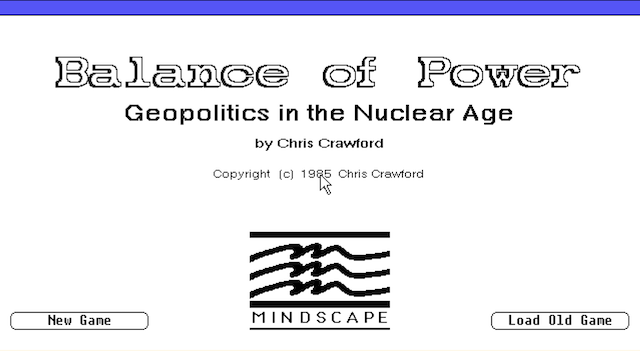 Balance of Power
Geopolitics in the Nuclear Age
by Chris Crawford
Copyright (c) 1985 Chris Crawford
MINDSCAPE
New Game
Load Old Game